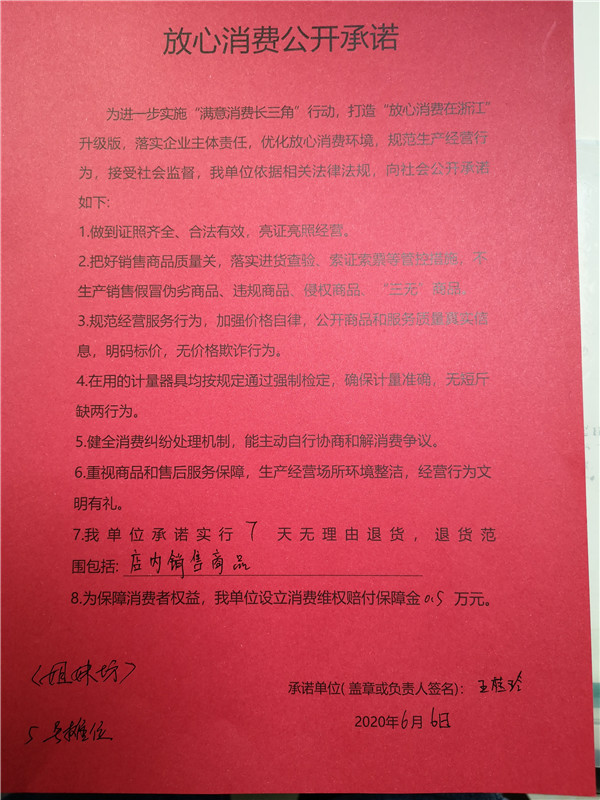 放心消费公开承诺
为进一步实施“满意消费长三角”行动，打造“放心消费在浙江”
升级版，落实企业主体责任，优化放心消费环境，规范生产经营行
为，接受社会监督，我单位依据相关法律法规，向社会公开承诺
如下:
1.做到证照齐全、合法有效，亮证亮照经营。
2.把好销售商品质量关，落实进货查验、索证索票等管控措施，不
生产销售假冒伪劣商品、违规商品、侵权商品、“三无”商品。
3.规范经营服务行为，加强价格自律，公开商品和服务质量真实信
息，明码标价，无价格欺诈行为。
4.在用的计量器具均按规定通过强制检定，确保计量准确，无短斤
缺两行为。
5.健全消费纠纷处理机制，能主动自行协商和解消费争议。
6.重视商品和售后服务保障，生产经营场所环境整洁，经营行为文
明有礼。
7.我单位承诺实行 7 天无理由退货，退货范
围包括: 店内销售商品
8.为保障消费者权益，我单位设立消费维权赔付保障金 0.5 万元。
《姐妹坊》
承诺单位(盖章或负责人签名): 王桂玲
5号摊位
2020年6月6日